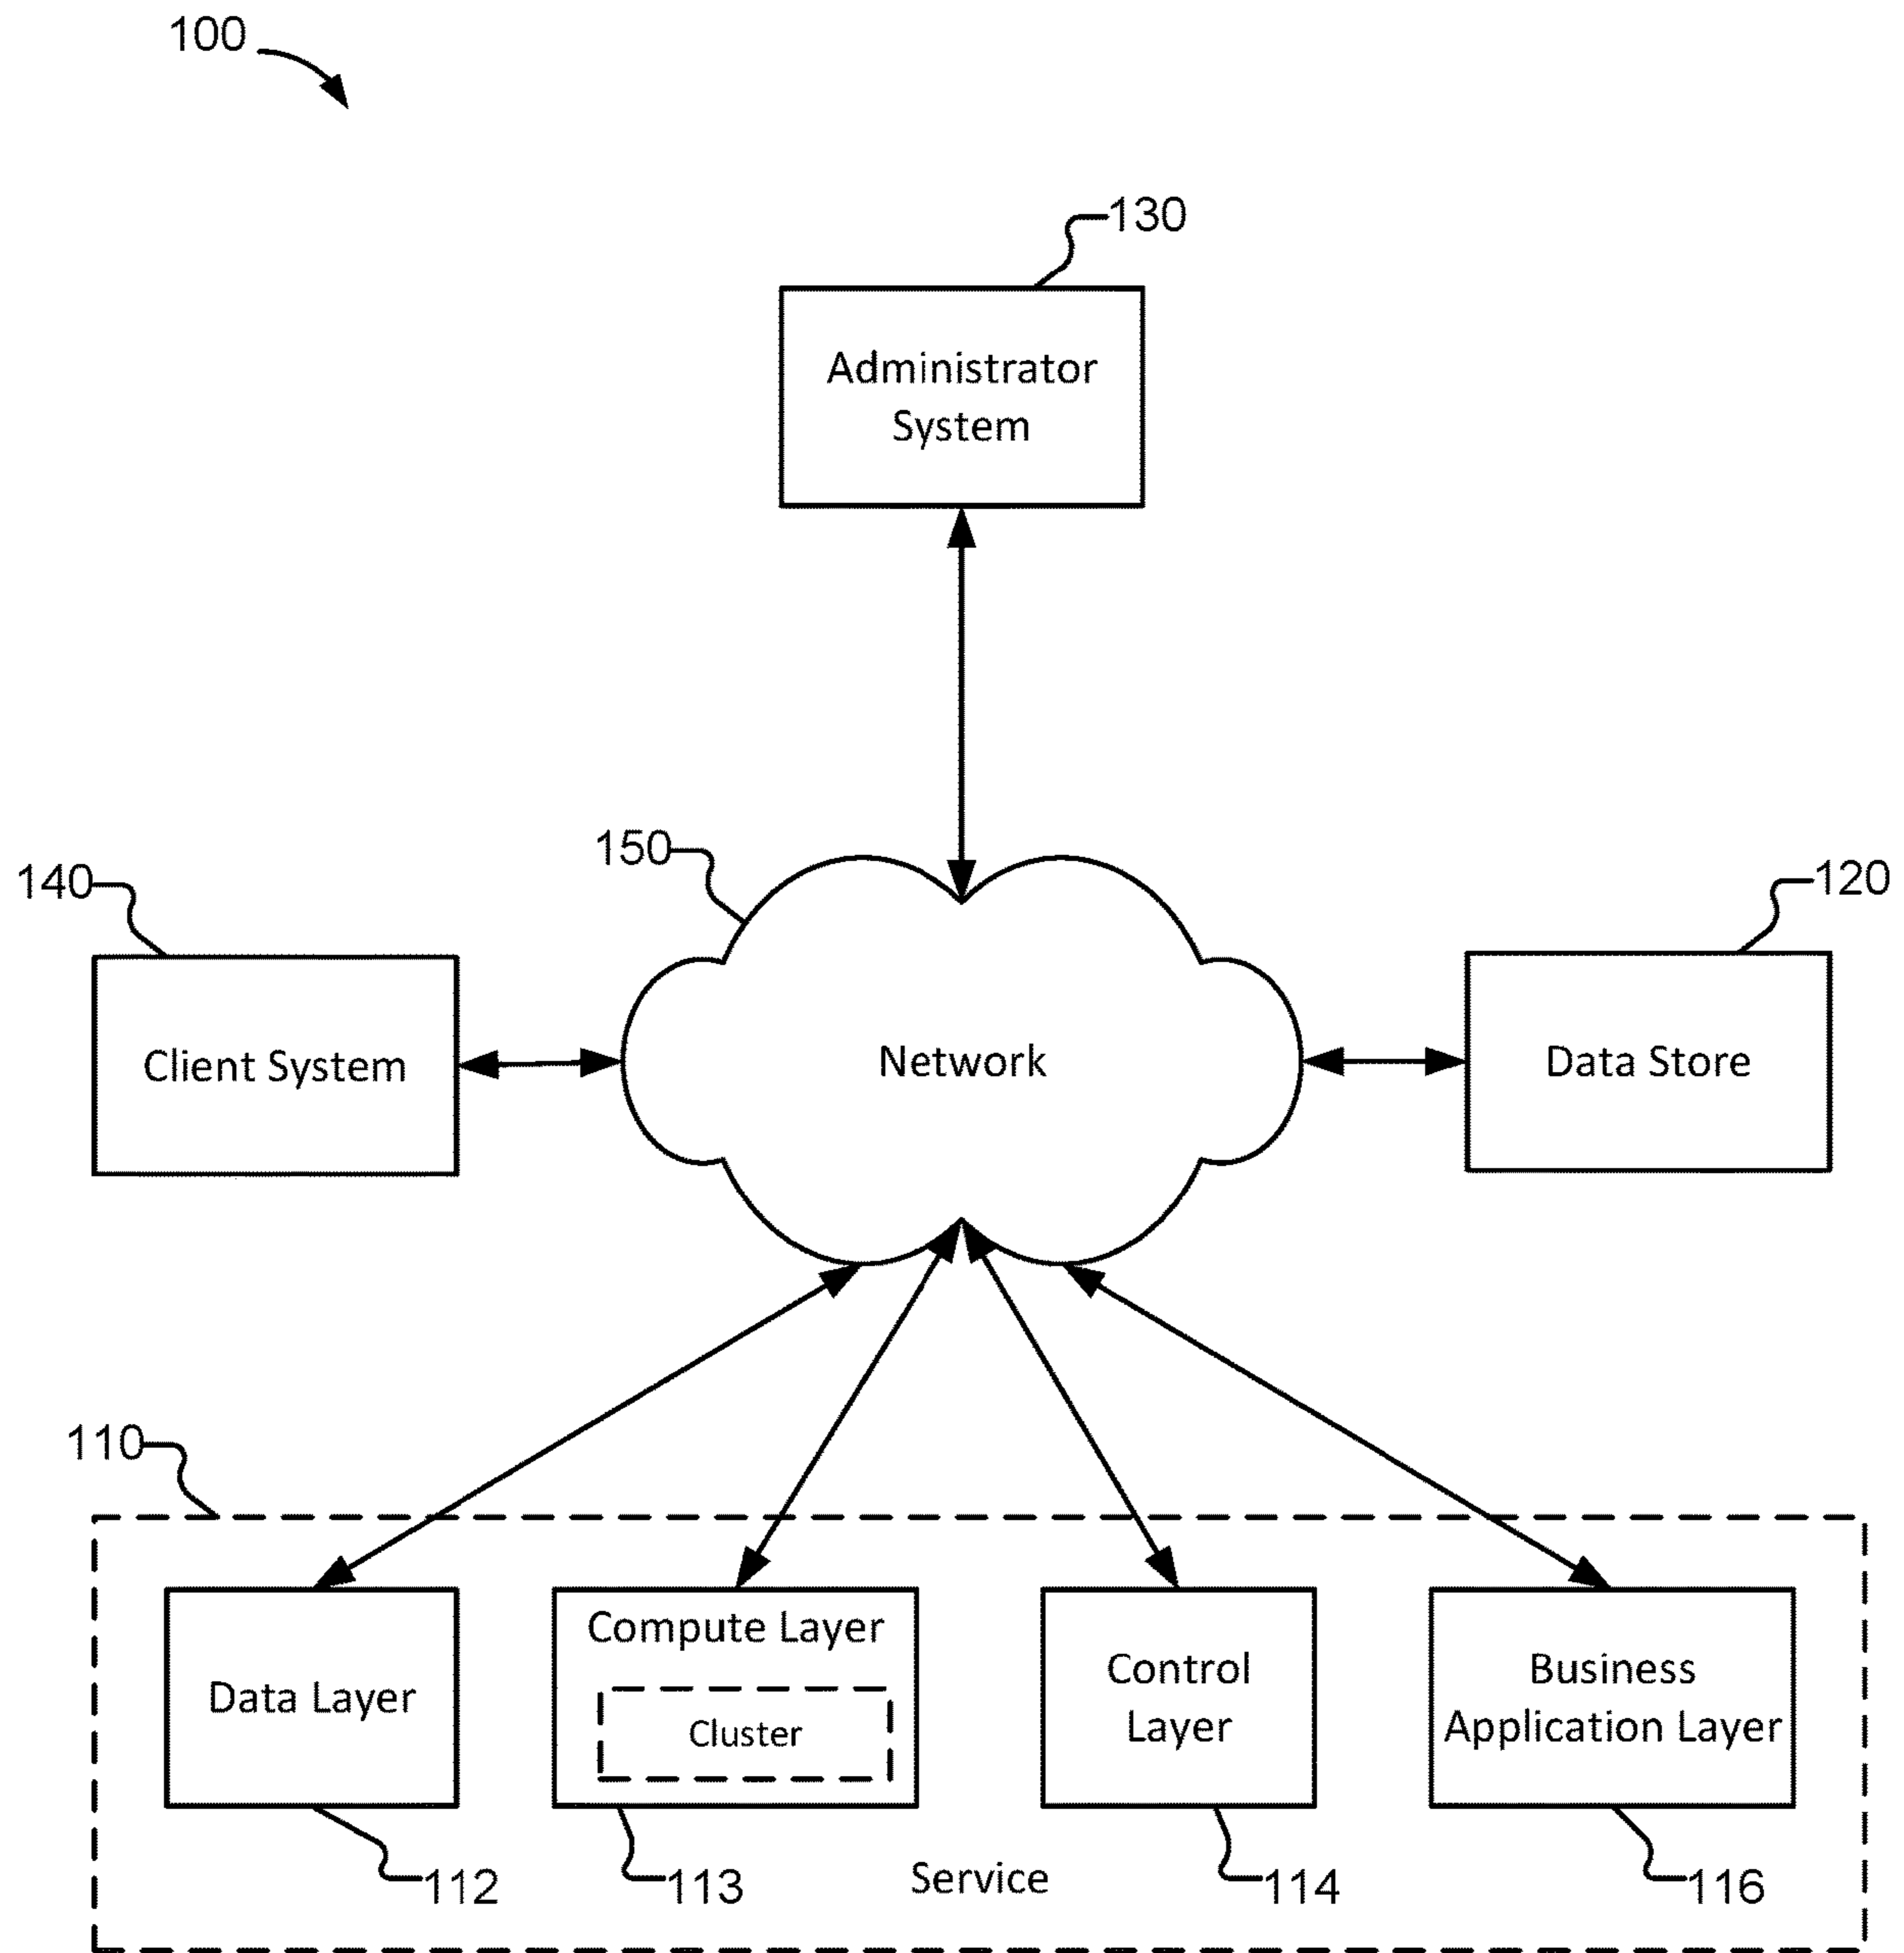 100
130
Administrator
System
150
140
120
Client System
Network
Data Store
110
Data Layer
Compute Layer
Cluster
Control
Layer
Business
Application Layer
112
113
Service
114
116